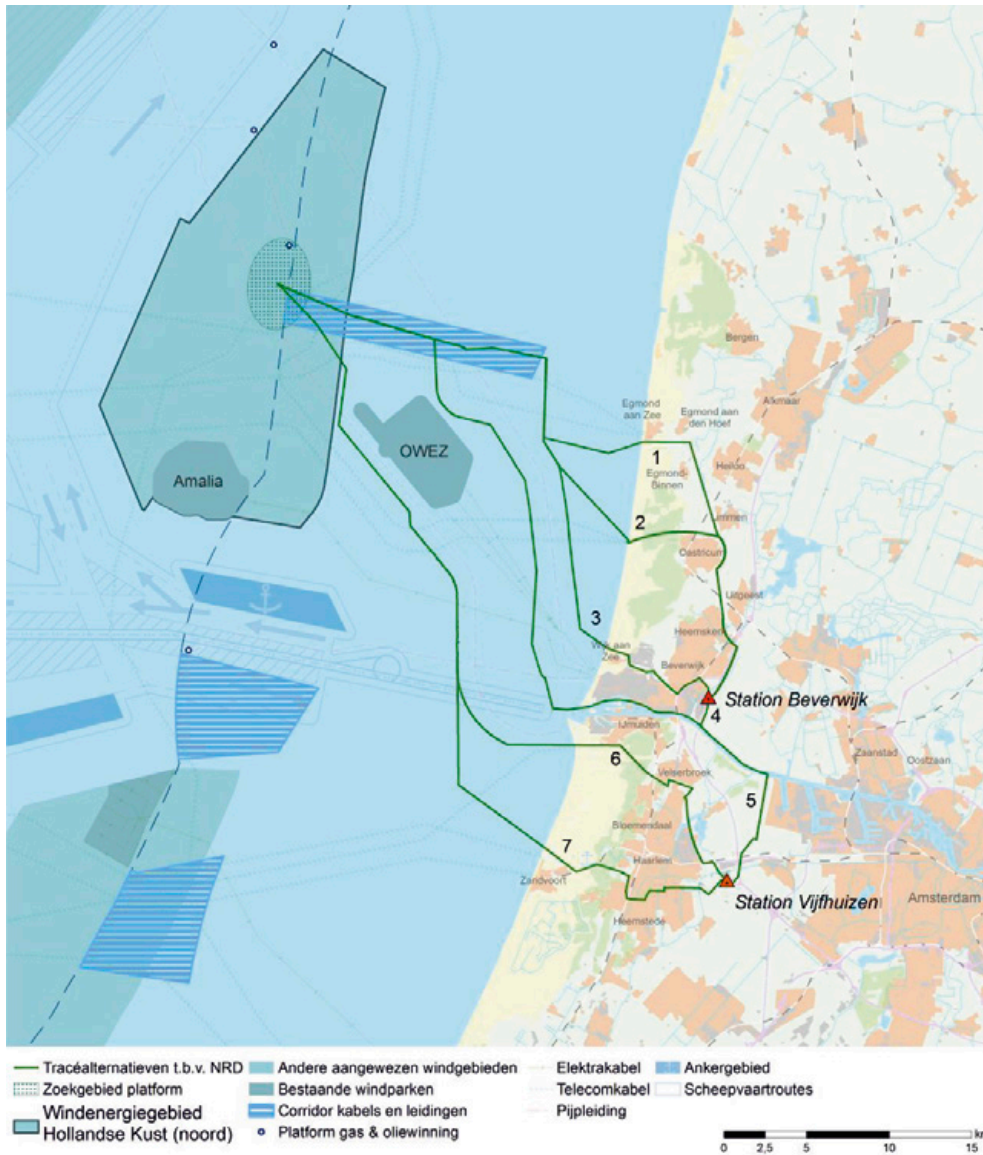 Bergen
Egmond
aan Zee
Egmond aan
den Hoef
Alkmaar
OWEZ
1
Egmond-
Binnen
Heiloo
Amalia
Limmen
2
Castricum
Uitgeest
3
Heemskerk
Wijk aan
Zee
Beverwijk
Station Beverwijk
4
IJmuiden
Zaanstad
Oostzaan
6
Velserbroek
5
Bloemendaal
7
Haarlem
Zandvoort
Station Vijfhuizen
Amsterdam
Heemstede
Tracéalternatieven t.b.v. NRD
Zoekgebied platform
Windenergiegebied
Hollandse Kust (noord)
Andere aangewezen windgebieden
Bestaande windparken
Corridor kabels en leidingen
Platform gas & oliewinning
Elektrakabel
Telecomkabel
Pijpleiding
Ankergebied
Scheepvaartroutes
km
0 2,5 5 10 15